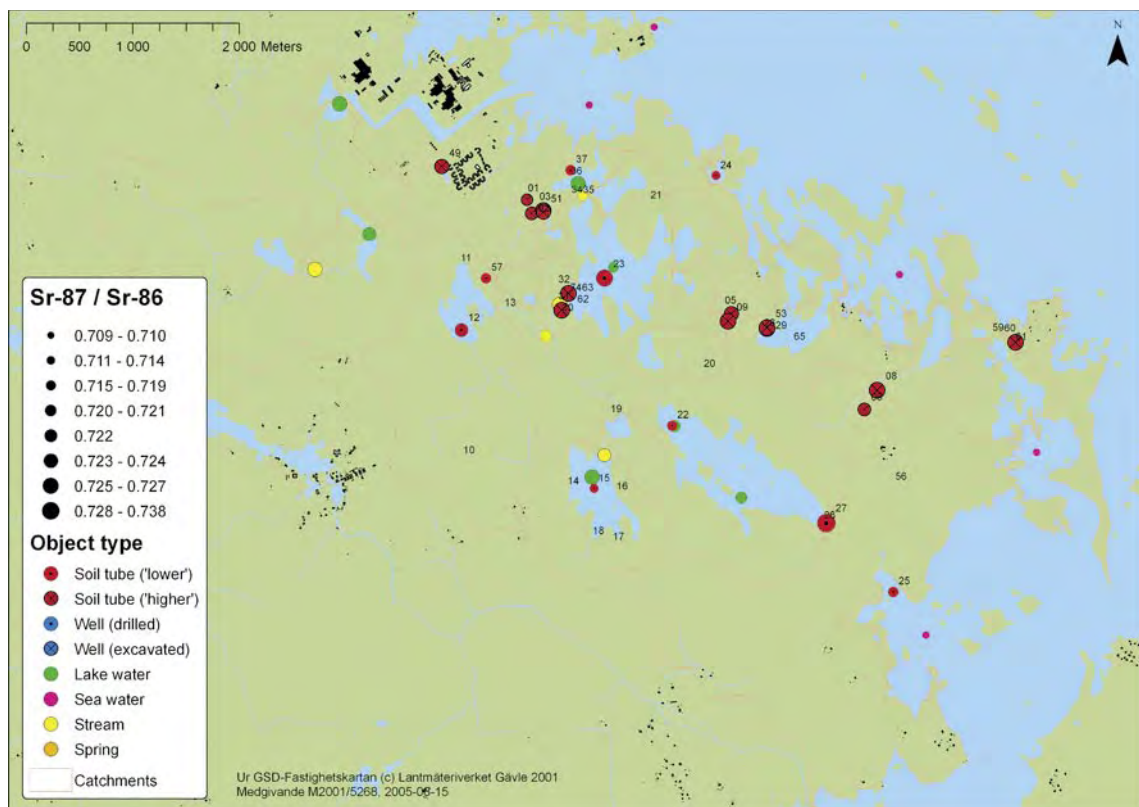 0 500 1 000 2 000 Meters
N
49
37
24
01
03
51
3435
21
11
57
32
7463
62
23
13
12
05
09
53
29
65
5960
20
08
22
19
10
14
15
16
56
18
17
27
26
25
Sr-87 / Sr-86
0.709 - 0.710
0.711 - 0.714
0.715 - 0.719
0.720 - 0.721
0.722
0.723 - 0.724
0.725 - 0.727
0.728 - 0.738
Object type
Soil tube ('lower')
Soil tube ('higher')
Well (drilled)
Well (excavated)
Lake water
Sea water
Stream
Spring
Catchments
Ur GSD-Fastighetskartan (c) Lantmäteriverket Gävle 2001
Medgivande M2001/5268, 2005-03-15